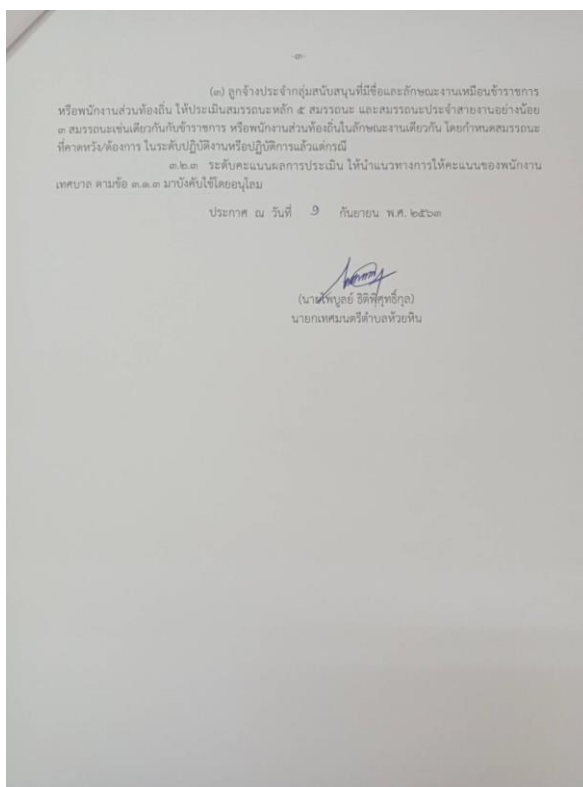 -๓-
(๓) ลูกจ้างประจำกลุ่มสนับสนุนที่มีชื่อและลักษณะงานเหมือนข้าราชการ
หรือพนักงานส่วนท้องถิ่น ให้ประเมินสมรรถนะหลัก ๕ สมรรถนะ และสมรรถนะประจำสายงานอย่างน้อย
๓ สมรรถนะเช่นเดียวกันกับข้าราชการ หรือพนักงานส่วนท้องถิ่นในลักษณะงานเดียวกัน โดยกำหนดสมรรถนะ
ที่คาดหวัง/ต้องการ ในระดับปฏิบัติงานหรือปฏิบัติการแล้วแต่กรณี
๓.๒.๓ ระดับคะแนนผลการประเมิน ให้นำแนวทางการให้คะแนนของพนักงาน
เทศบาล ตามข้อ ๓.๑.๓ มาบังคับใช้โดยอนุโลม
ประกาศ ณ วันที่ กันยายน พ.ศ. ๒๕๖๓
(นายไพบูลย์ ธิติพิศุทธิ์กุล)
นายกเทศมนตรีตำบลห้วยหิน